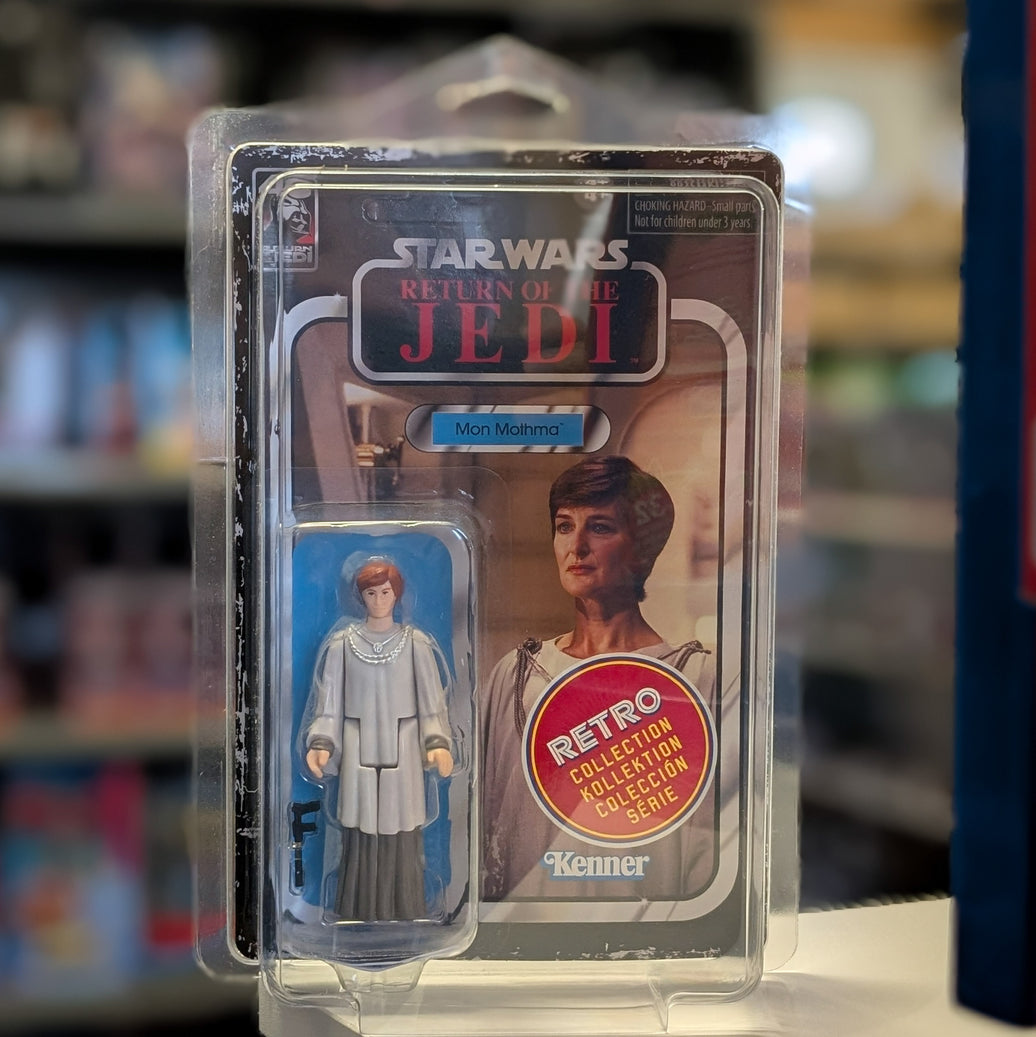 CHOKING HAZARD-Small parts
Not for children under 3 years.
STAR WARS
RETURN OF THE
JEDI
TM
Mon Mothma™
RETRO
COLLECTION
KOLLEKTION
COLECCIÓN
SÉRIE
Kenner